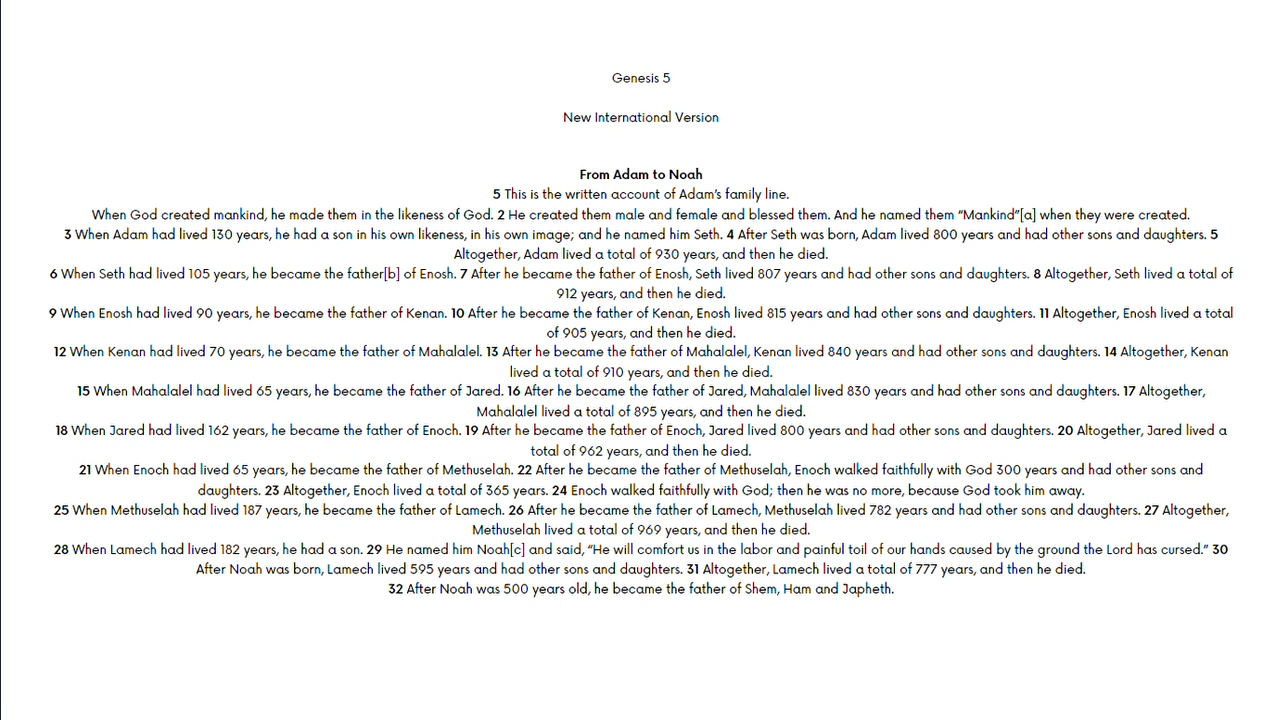 Genesis 5
New International Version
From Adam to Noah
5 This is the written account of Adam’s family line.
When God created mankind, he made them in the likeness of God. 2 He created them male and female and blessed them. And he named them “Mankind”[a] when they were created.
3 When Adam had lived 130 years, he had a son in his own likeness, in his own image; and he named him Seth. 4 After Seth was born, Adam lived 800 years and had other sons and daughters. 5
Altogether, Adam lived a total of 930 years, and then he died.
6 When Seth had lived 105 years, he became the father[b] of Enosh. 7 After he became the father of Enosh, Seth lived 807 years and had other sons and daughters. 8 Altogether, Seth lived a total of
912 years, and then he died.
9 When Enosh had lived 90 years, he became the father of Kenan. 10 After he became the father of Kenan, Enosh lived 815 years and had other sons and daughters. 11 Altogether, Enosh lived a total
of 905 years, and then he died.
12 When Kenan had lived 70 years, he became the father of Mahalalel. 13 After he became the father of Mahalalel, Kenan lived 840 years and had other sons and daughters. 14 Altogether, Kenan
lived a total of 910 years, and then he died.
15 When Mahalalel had lived 65 years, he became the father of Jared. 16 After he became the father of Jared, Mahalalel lived 830 years and had other sons and daughters. 17 Altogether,
Mahalalel lived a total of 895 years, and then he died.
18 When Jared had lived 162 years, he became the father of Enoch. 19 After he became the father of Enoch, Jared lived 800 years and had other sons and daughters. 20 Altogether, Jared lived a
total of 962 years, and then he died.
21 When Enoch had lived 65 years, he became the father of Methuselah. 22 After he became the father of Methuselah, Enoch walked faithfully with God 300 years and had other sons and
daughters. 23 Altogether, Enoch lived a total of 365 years. 24 Enoch walked faithfully with God; then he was no more, because God took him away.
25 When Methuselah had lived 187 years, he became the father of Lamech. 26 After he became the father of Lamech, Methuselah lived 782 years and had other sons and daughters. 27 Altogether,
Methuselah lived a total of 969 years, and then he died.
28 When Lamech had lived 182 years, he had a son. 29 He named him Noah[c] and said, “He will comfort us in the labor and painful toil of our hands caused by the ground the Lord has cursed.” 30
After Noah was born, Lamech lived 595 years and had other sons and daughters. 31 Altogether, Lamech lived a total of 777 years, and then he died.
32 After Noah was 500 years old, he became the father of Shem, Ham and Japheth.